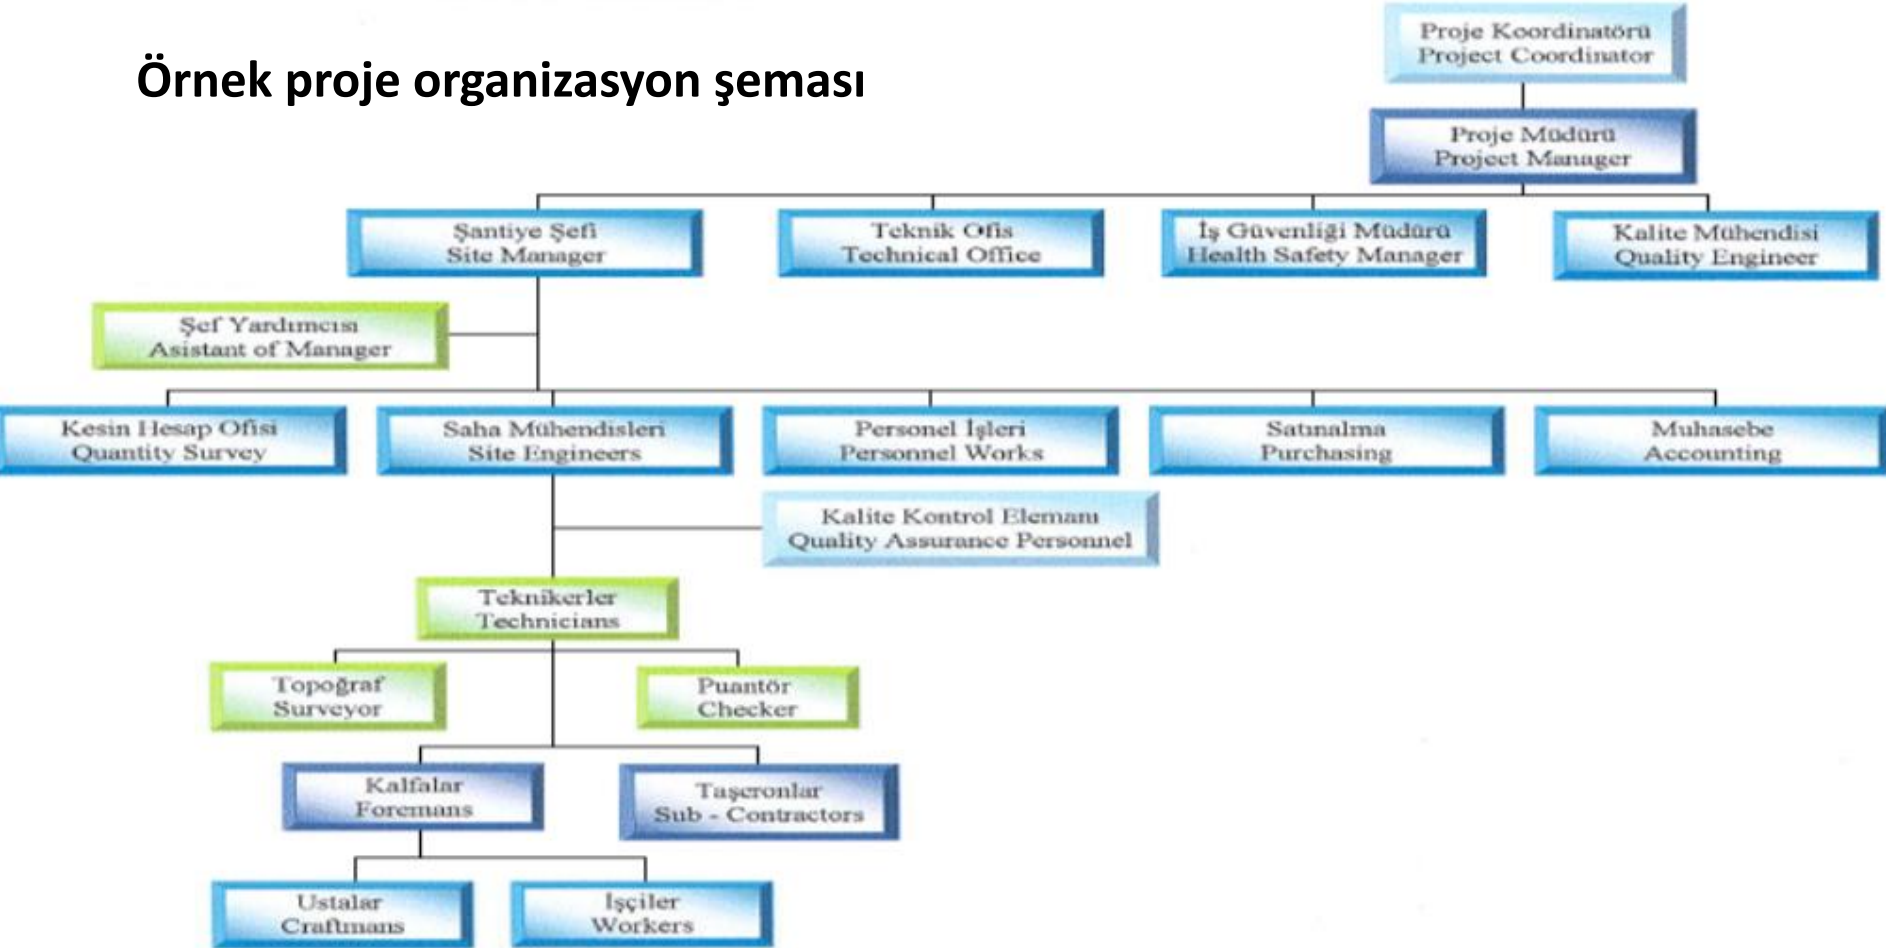 Örnek proje organizasyon şeması
Proje Koordinatörü
Project Coordinator
Proje Müdürü
Project Manager
Şantiye Şefi
Site Manager
Teknik Ofis
Technical Office
İş Güvenliği Müdürü
Health Safety Manager
Kalite Mühendisi
Quality Engineer
Şef Yardımcısı
Asistant of Manager
Kesin Hesap Ofisi
Quantity Survey
Saha Mühendisleri
Site Engineers
Personel İşleri
Personnel Works
Satınalma
Purchasing
Muhasebe
Accounting
Kalite Kontrol Elemanı
Quality Assurance Personnel
Teknikerler
Technicians
Topoğraf
Surveyor
Puantör
Checker
Kalfalar
Foremans
Taşeronlar
Sub - Contractors
Ustalar
Craftmans
İşçiler
Workers